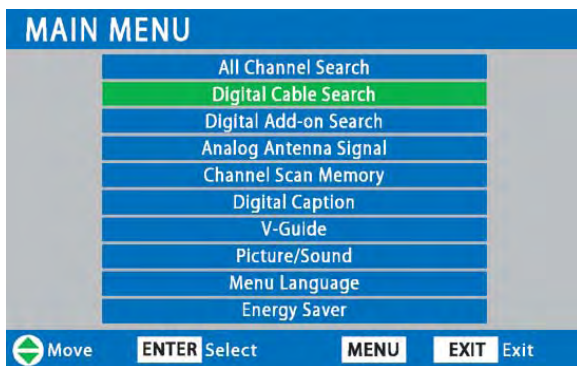 MAIN MENU
All Channel Search
Digital Cable Search
Digital Add-on Search
Analog Antenna Signal
Channel Scan Memory
Digital Caption
V-Guide
Picture/Sound
Menu Language
Energy Saver
Move ENTER Select MENU EXIT Exit